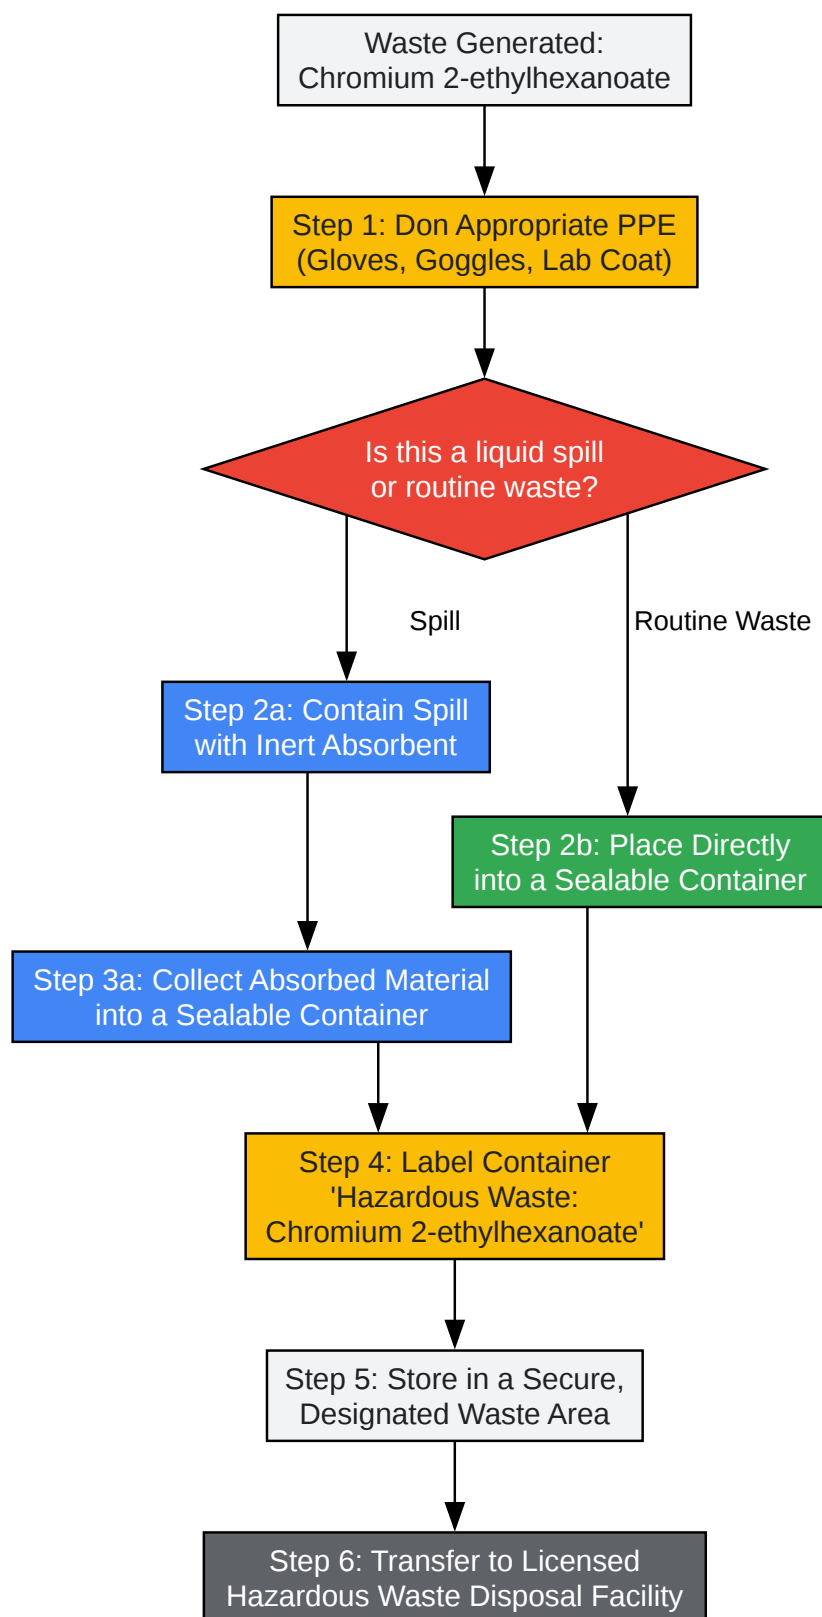 Waste Generated:
Chromium 2-ethylhexanoate
Step 1: Don Appropriate PPE
(Gloves, Goggles, Lab Coat)
Is this a liquid spill
or routine waste?
Spill
Routine Waste
Step 2a: Contain Spill
with Inert Absorbent
Step 2b: Place Directly
into a Sealable Container
Step 3a: Collect Absorbed Material
into a Sealable Container
Step 4: Label Container
'Hazardous Waste:
Chromium 2-ethylhexanoate'
Step 5: Store in a Secure,
Designated Waste Area
Step 6: Transfer to Licensed
Hazardous Waste Disposal Facility